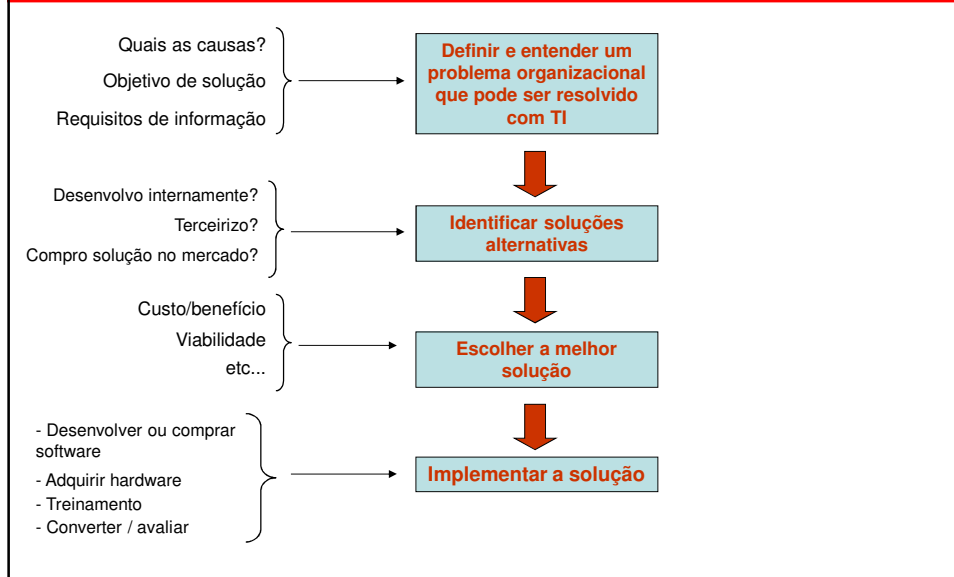 Quais as causas?
Objetivo de solução
Requisitos de informação
Definir e entender um
problema organizacional
que pode ser resolvido
com TI
Desenvolvo internamente?
Terceirizo?
Compro solução no mercado?
Identificar soluções
alternativas
Custo/benefício
Viabilidade
etc...
Escolher a melhor
solução
- Desenvolver ou comprar
software
- Adquirir hardware
- Treinamento
- Converter / avaliar
Implementar a solução